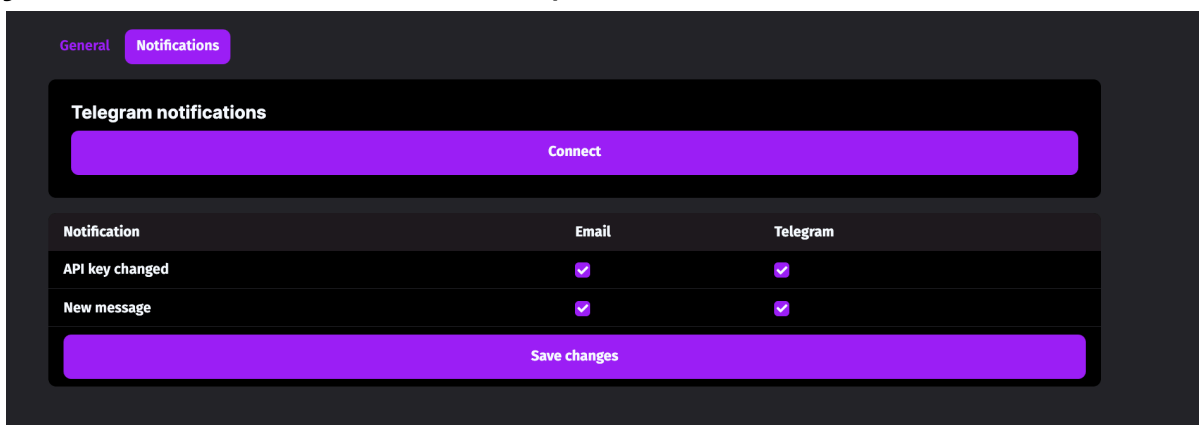 General Notifications
Telegram notifications
Connect
Notification Email Telegram
API key changed
New message
Save changes